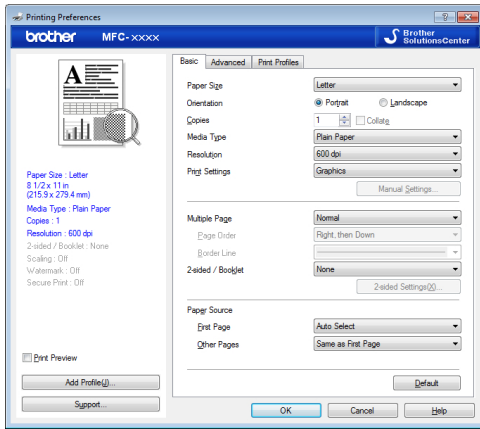 Printing Preferences
brother MFC-xxxx
Brother
SolutionsCenter
Basic Advanced Print Profiles
Paper Size Letter
Orientation Portrait Landscape
Copies 1 Collate
Media Type Plain Paper
Resolution 600 dpi
Print Settings Graphics
Manual Settings...
Multiple Page Normal
Page Order Right, then Down
Border Line
2-sided / Booklet None
2-sided Settings(X)...
Paper Source
First Page Auto Select
Other Pages Same as First Page
Default
A
Paper Size : Letter
8 1/2 x 11 in
(215.9 x 279.4 mm)
Media Type : Plain Paper
Copies : 1
Resolution : 600 dpi
2-sided / Booklet : None
Scaling : Off
Watermark : Off
Secure Print : Off
Print Preview
Add Profile(J)...
Support...
OK Cancel Help